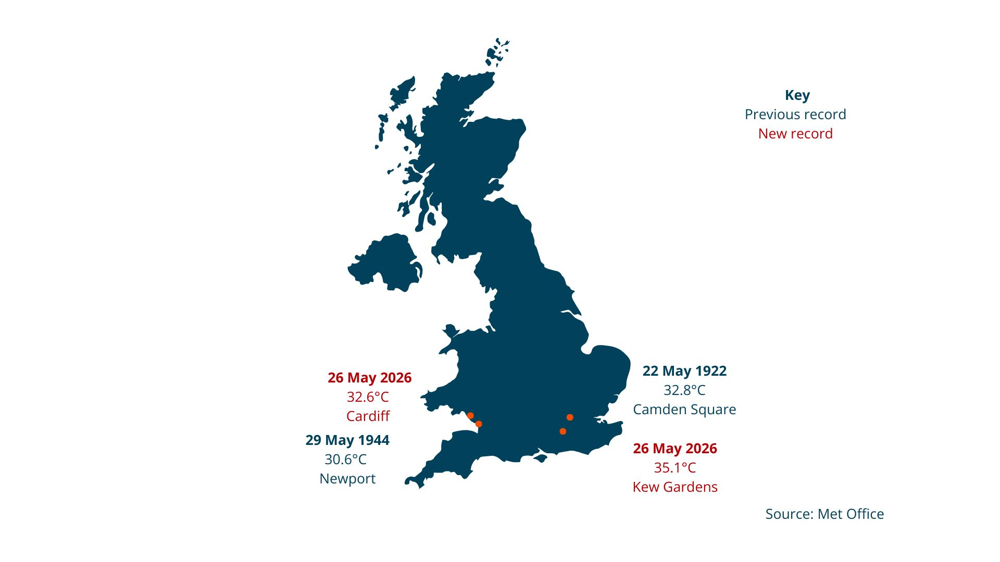 Key
Previous record
New record
26 May 2026
32.6°C
Cardiff
29 May 1944
30.6°C
Newport
22 May 1922
32.8°C
Camden Square
26 May 2026
35.1°C
Kew Gardens
Source: Met Office